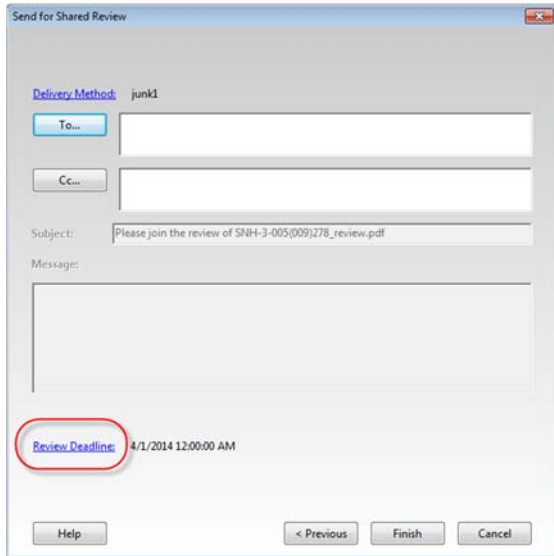 Send for Shared Review
Delivery Method: junk1
To...
Cc...
Subject: Please join the review of SNH-3-005(009)278_review.pdf
Message:
Review Deadline: 4/1/2014 12:00:00 AM
Help < Previous Finish Cancel